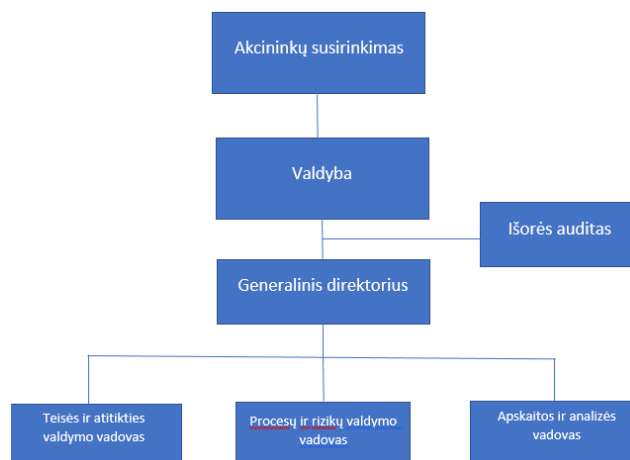 Akcininkų susirinkimas
Valdyba
Išorės auditas
Generalinis direktorius
Teisės ir atitikties
valdymo vadovas
Procesų ir rizikų valdymo
vadovas
Apskaitos ir analizės
vadovas